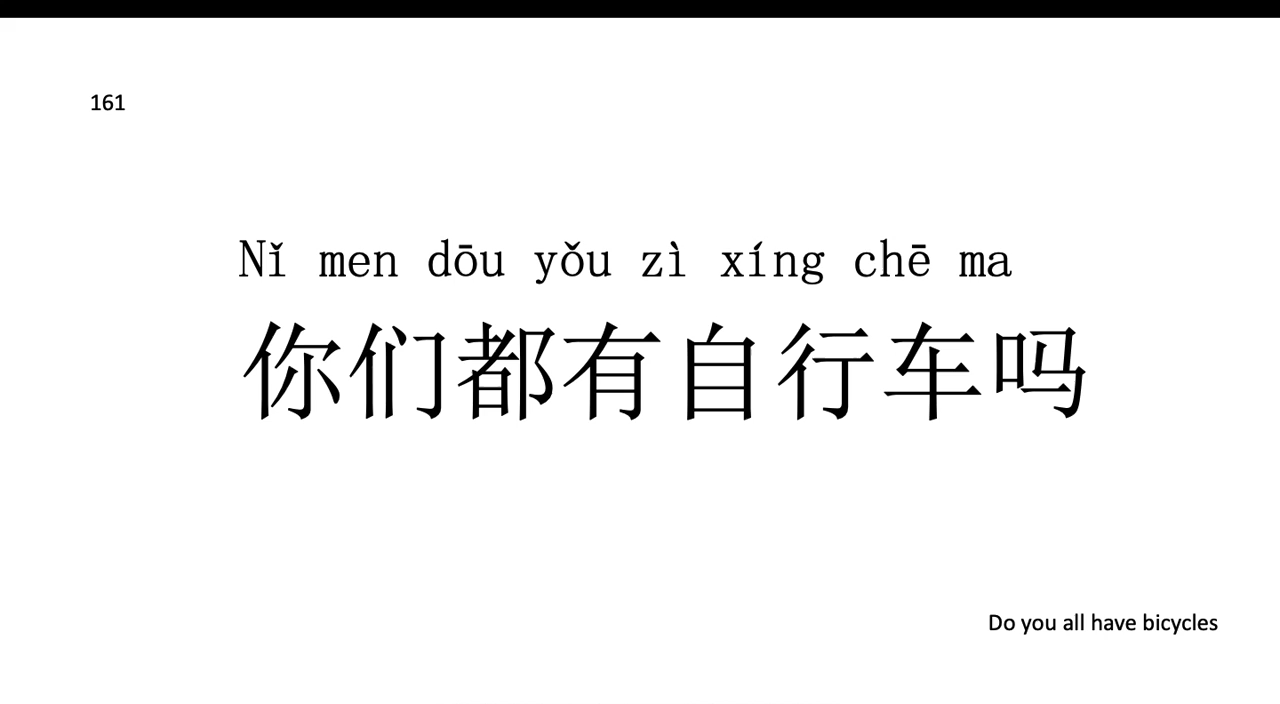 161
Nǐ men dōu yǒu zì xíng chē ma
你们都有自行车吗
Do you all have bicycles